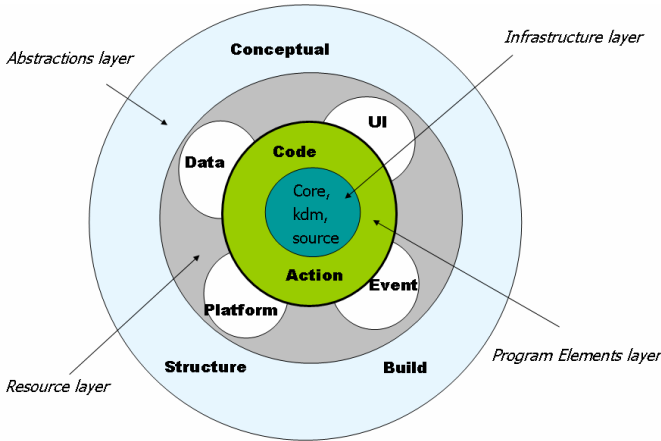 Infrastructure layer
Conceptual
Abstractions layer
UI
Code
Data
Core,
kdm,
source
Action
Event
Platform
Program Elements layer
Structure
Build
Resource layer